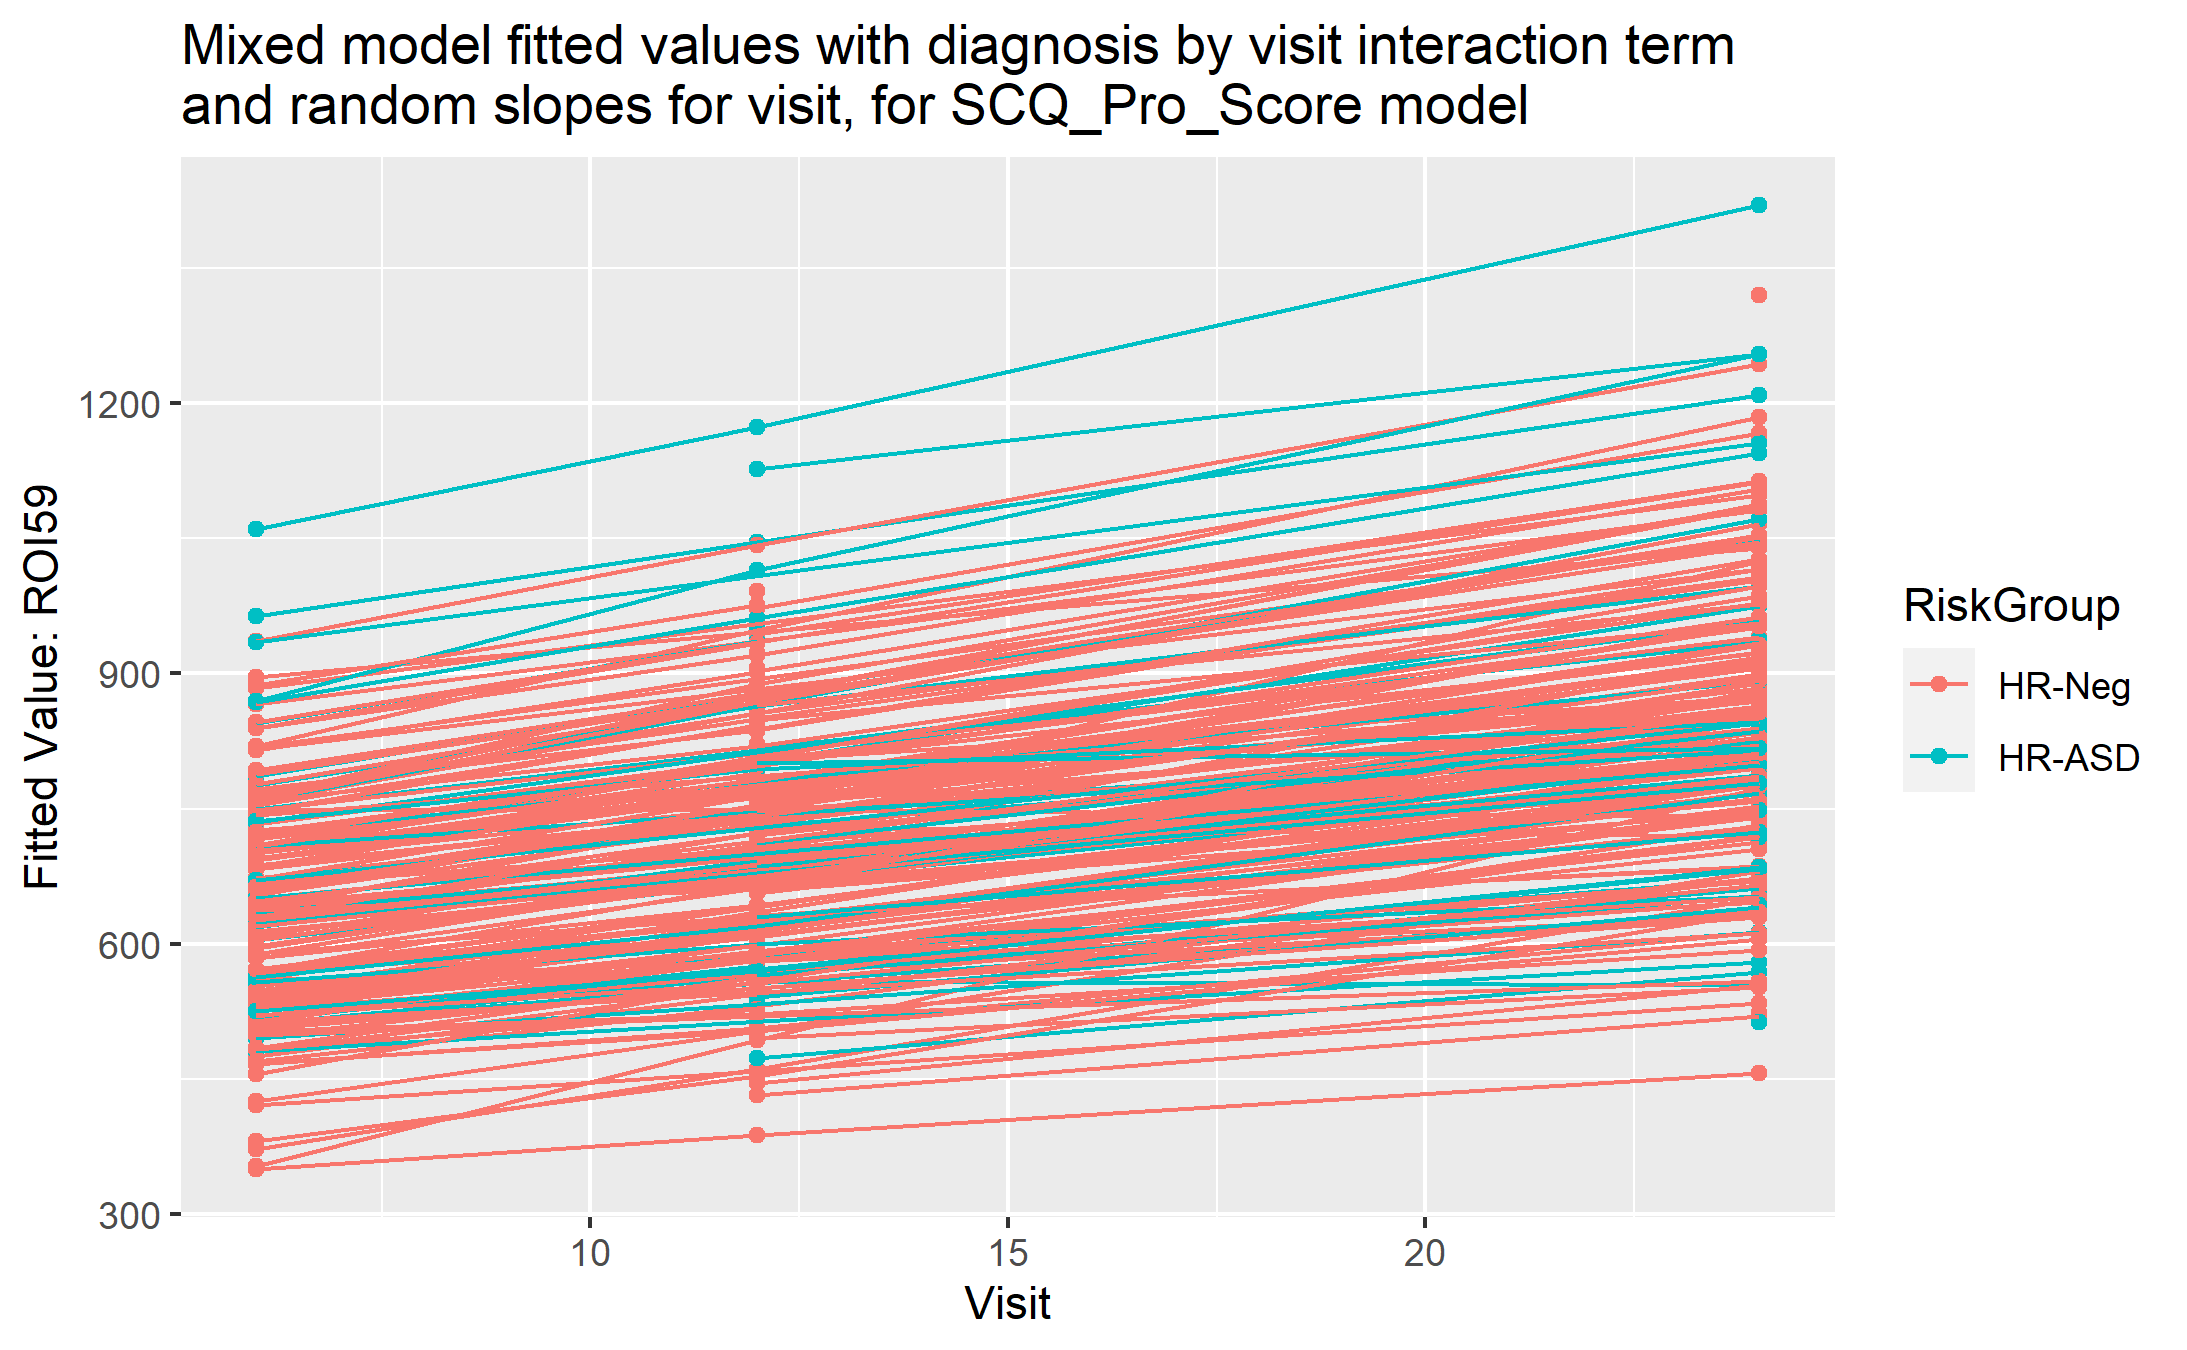 Mixed model fitted values with diagnosis by visit interaction term
and random slopes for visit, for SCQ_Pro_Score model
Fitted Value: ROI59
1200
900
600
300
10
15
20
Visit
RiskGroup
HR-Neg
HR-ASD